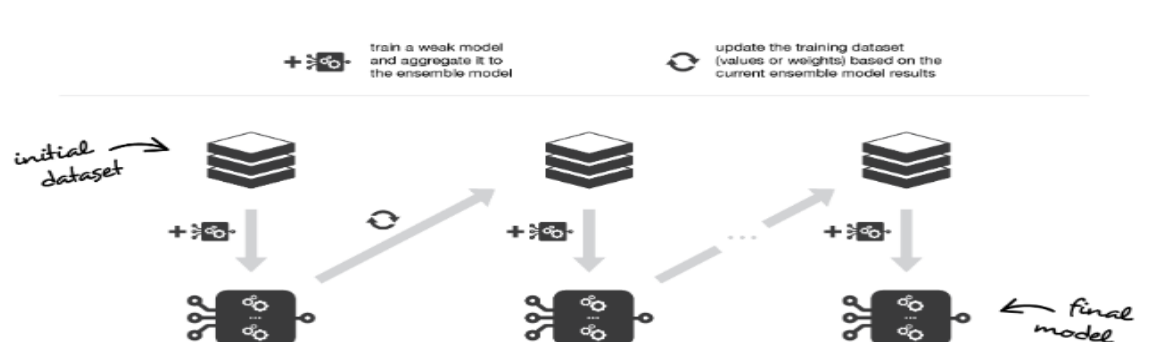 train a weak model
and aggregate it to
the ensemble model
update the training dataset
(values or weights) based on the
current ensemble model results
initial
dataset
...
...
...
...
final
model